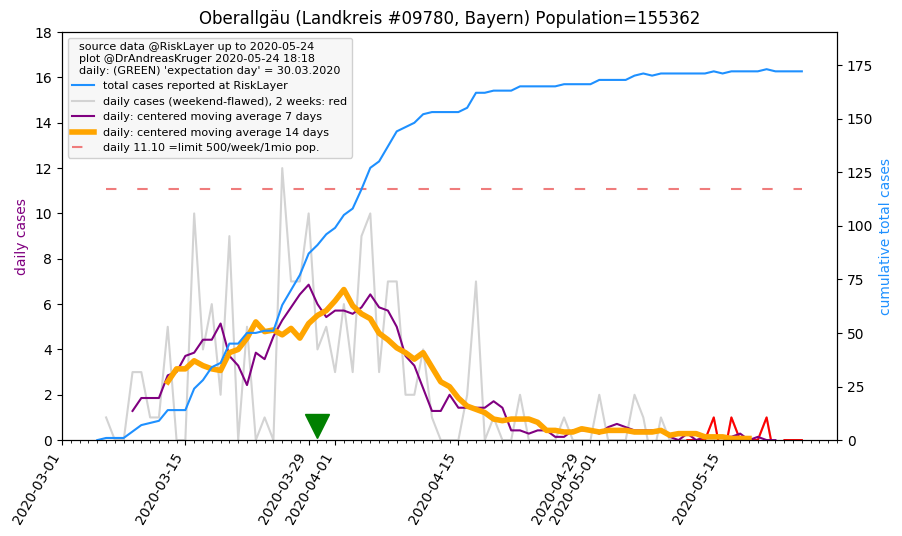 Oberallgäu (Landkreis #09780, Bayern) Population=155362
source data @RiskLayer up to 2020-05-24
plot @DrAndreasKruger 2020-05-24 18:18
daily: (GREEN) 'expectation day' = 30.03.2020
total cases reported at RiskLayer
daily cases (weekend-flawed), 2 weeks: red
daily: centered moving average 7 days
daily: centered moving average 14 days
daily 11.10 =limit 500/week/1mio pop.
daily cases
18
16
14
12
10
8
6
4
2
0
cumulative total cases
175
150
125
100
75
50
25
0
2020-03-01
2020-03-15
2020-03-29
2020-04-01
2020-04-15
2020-04-29
2020-05-01
2020-05-15